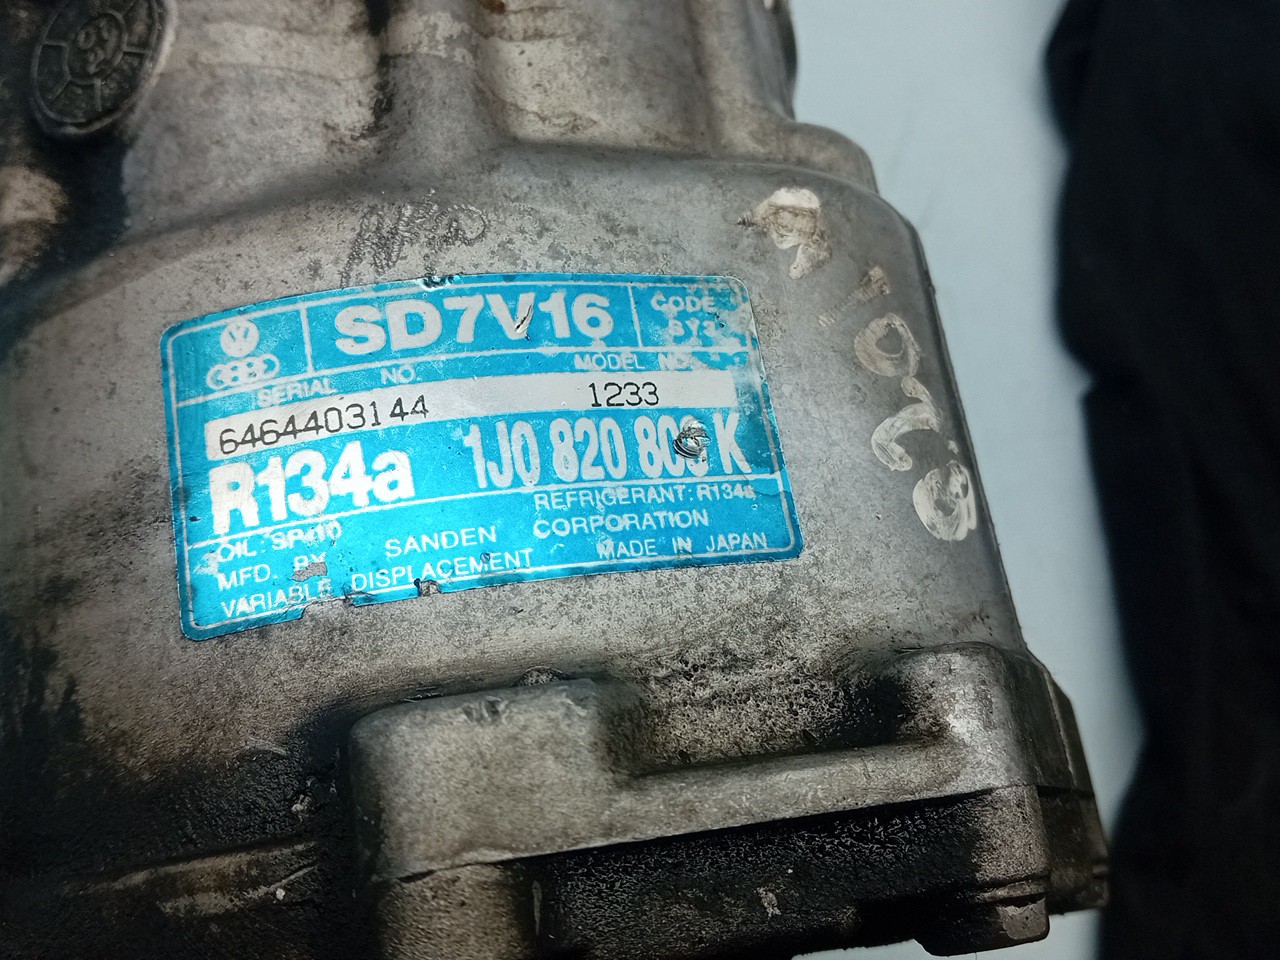 SD7V16
CODE
SERIAL NO.
MODEL NO.
6464403144
1233
R134a
1J0 820 803 K
REFRIGERANT: R134a
OIL: SP-10
SANDEN CORPORATION
MFD. BY
MADE IN JAPAN
VARIABLE DISPLACEMENT